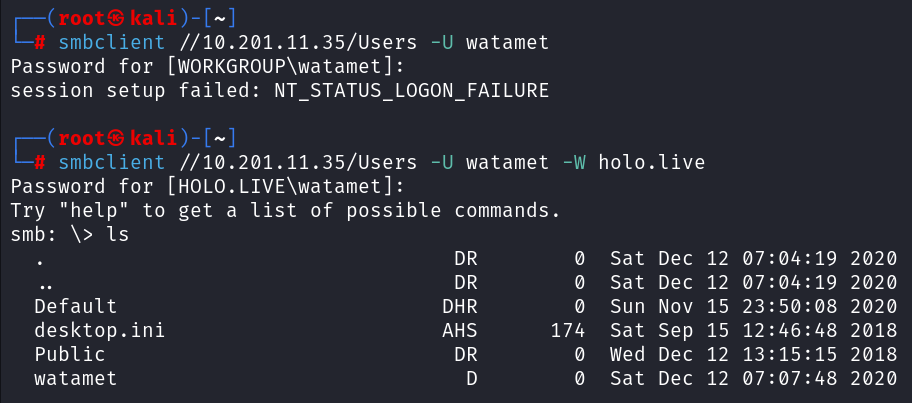 ┌──(root㉿kali)-[~]
└─# smbclient //10.201.11.35/Users -U watamet
Password for [WORKGROUP\watamet]:
session setup failed: NT_STATUS_LOGON_FAILURE

┌──(root㉿kali)-[~]
└─# smbclient //10.201.11.35/Users -U watamet -W holo.live
Password for [HOLO.LIVE\watamet]:
Try "help" to get a list of possible commands.
smb: \> ls
  .                                  DR        0  Sat Dec 12 07:04:19 2020
  ..                                 DR        0  Sat Dec 12 07:04:19 2020
  Default                           DHR        0  Sun Nov 15 23:50:08 2020
  desktop.ini                       AHS      174  Sat Sep 15 12:46:48 2018
  Public                             DR        0  Wed Dec 12 13:15:15 2018
  watamet                             D        0  Sat Dec 12 07:07:48 2020